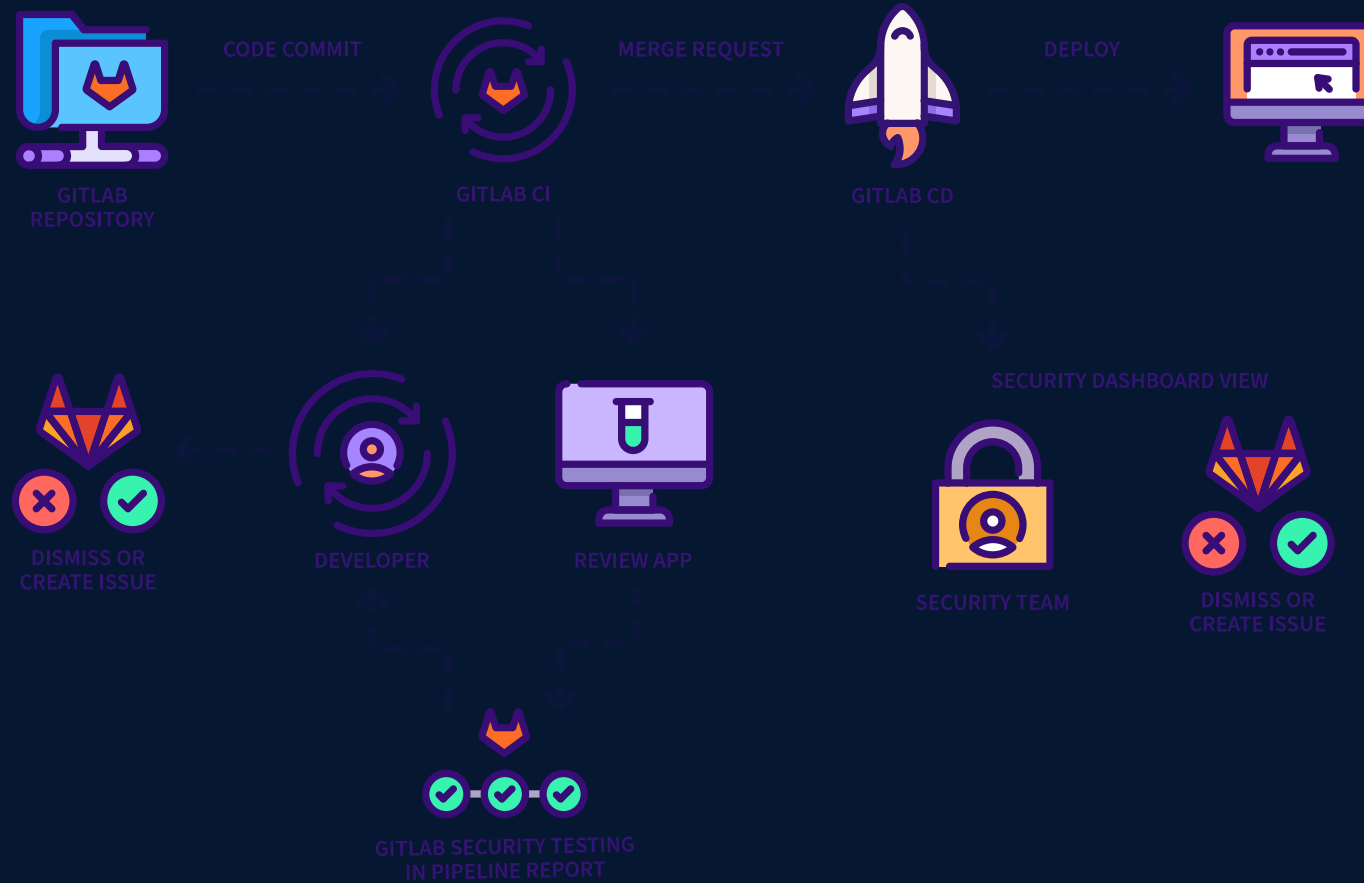 CODE COMMIT
MERGE REQUEST
DEPLOY
GITLAB
REPOSITORY
GITLAB CI
GITLAB CD
SECURITY DASHBOARD VIEW
DISMISS OR
CREATE ISSUE
DEVELOPER
REVIEW APP
SECURITY TEAM
DISMISS OR
CREATE ISSUE
GITLAB SECURITY TESTING
IN PIPELINE REPORT